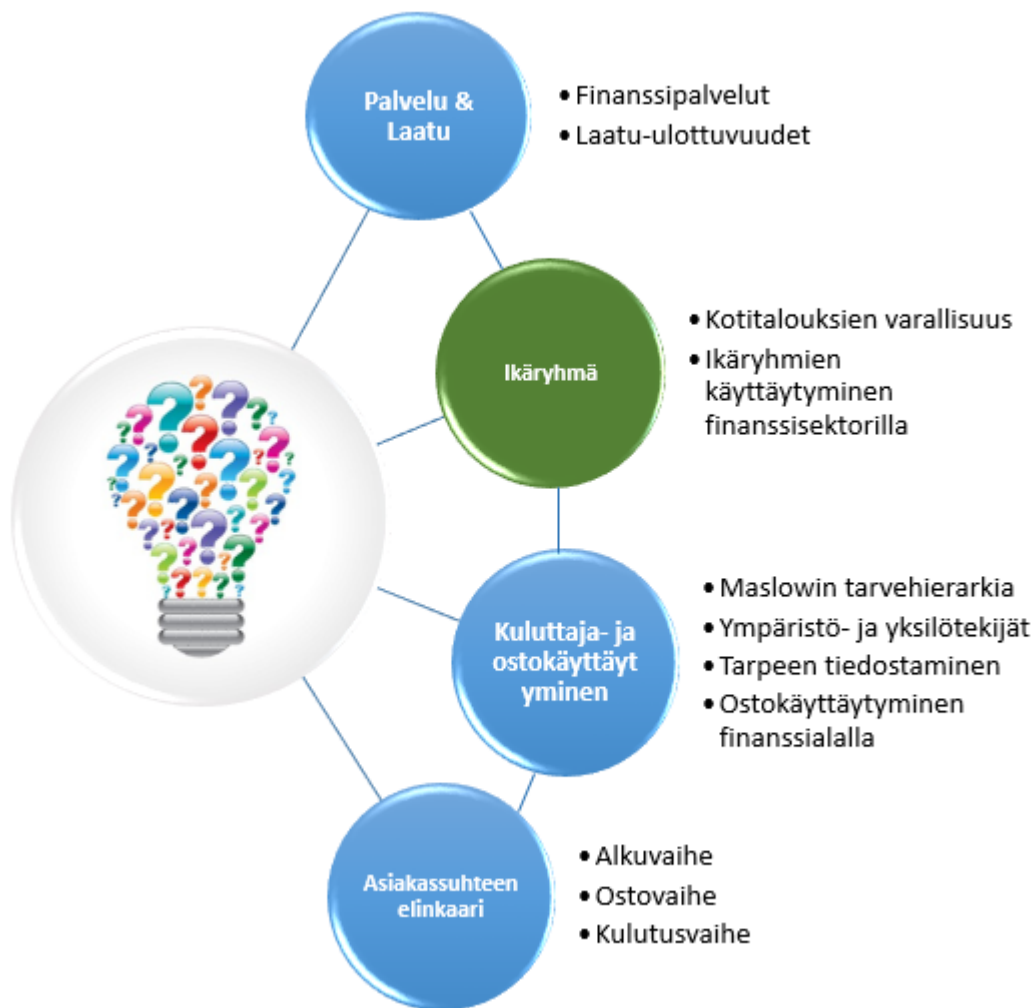 Palvelu &
Laatu
• Finanssipalvelut
• Laatu-ulottuvuudet
Ikäryhmä
• Kotitalouksien varallisuus
• Ikäryhmien
käyttäytyminen
finanssisektorilla
Kuluttaja- ja
ostokäyttäyt
yminen
• Maslowin tarvehierarkia
• Ympäristö- ja yksilötekijät
• Tarpeen tiedostaminen
• Ostokäyttäytyminen
finanssialalla
Asiakassuhteen
elinkaari
• Alkuvaihe
• Ostovaihe
• Kulutusvaihe